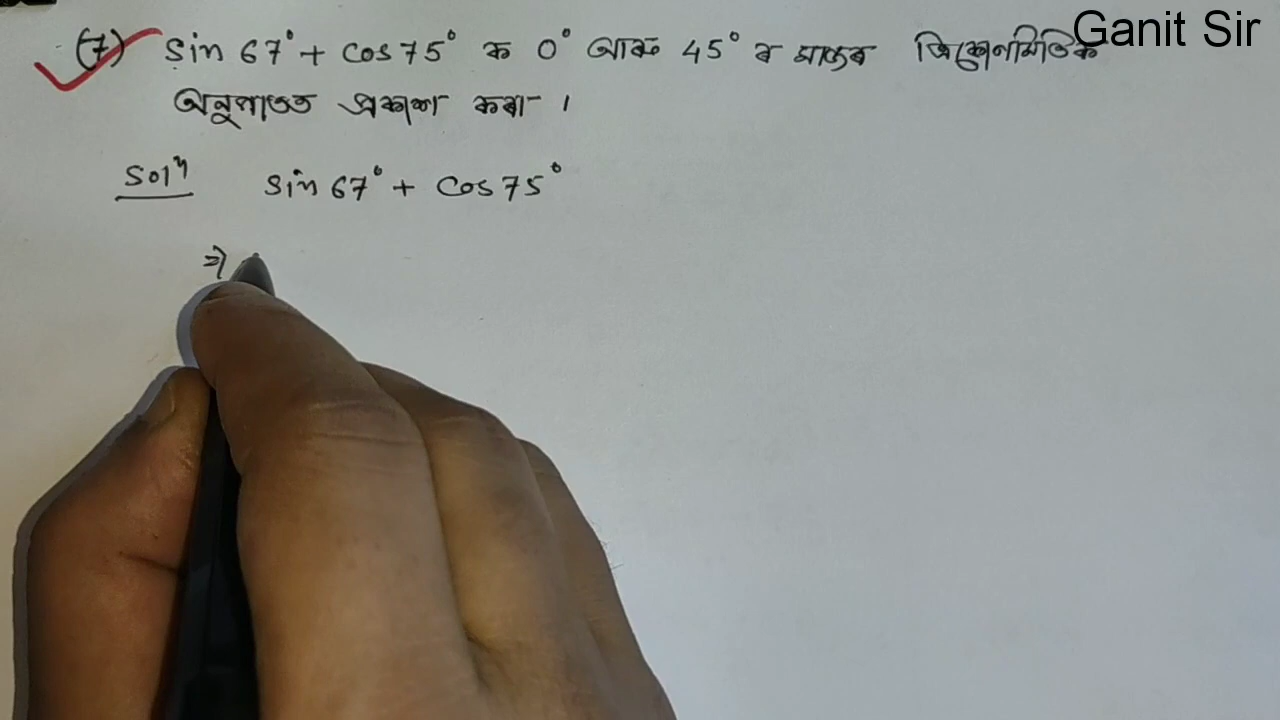 Ganit Sir
(7) Sin 67° + Cos 75° ক 0° আৰু 45° ৰ মাজৰ ত্ৰিকোণমিতিক
অনুপাতত প্ৰকাশ কৰা ।
Solⁿ Sin 67° + Cos 75°
⇒